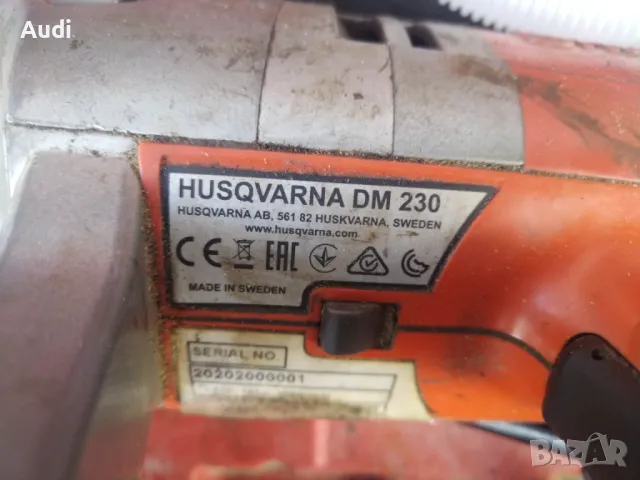 Audi
HUSQVARNA DM 230
HUSQVARNA AB, 561 82 HUSKVARNA, SWEDEN
www.husqvarna.com
CE EAC
MADE IN SWEDEN
SERIAL NO
20202000001
BAZAR